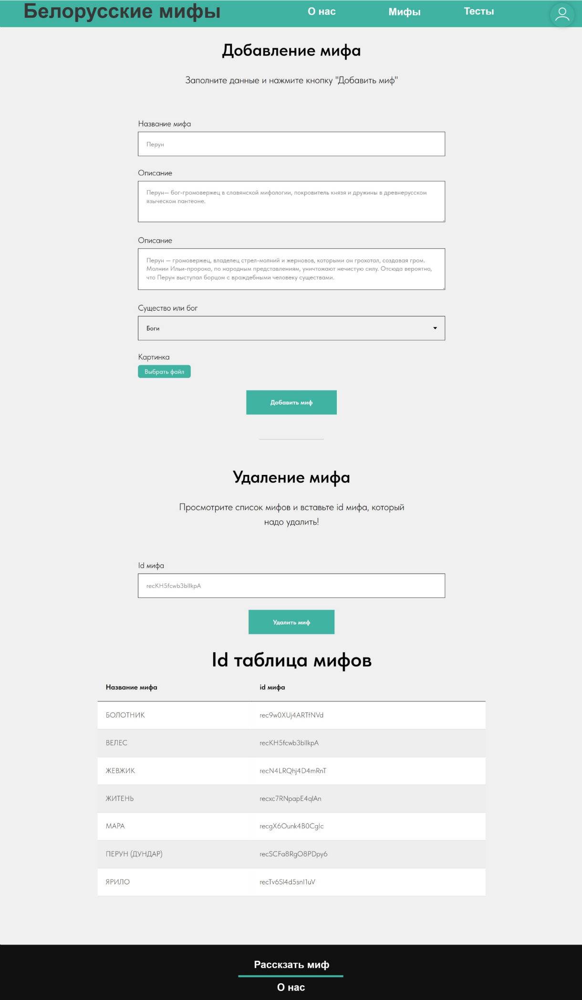 Белорусские мифы
О нас
Мифы
Тесты
Добавление мифа
Заполните данные и нажмите кнопку "Добавить миф"
Название мифа
Перун
Описание
Перун— бог-громовержец в славянской мифологии, покровитель князя и дружины в древнерусском
языческом пантеоне.
Описание
Перун — громовержец, владелец стрел-молний и жерновов, которыми он грохотал, создавая гром.
Молнии Ильи-пророка, по народным представлениям, уничтожают нечистую силу. Отсюда вероятно,
что Перун выступал борцом с враждебными человеку существами.
Существо или бог
Боги
Картинка
Выбрать файл
Добавить миф
Удаление мифа
Просмотрите список мифов и вставьте id мифа, который
надо удалить!
Id мифа
recKH5fcwb3bllkpA
Удалить миф
Id таблица мифов
Название мифа id мифа
БОЛОТНИК rec9w0XUj4ARTfNVd
ВЕЛЕС recKH5fcwb3bllkpA
ЖЕВЖИК recN4LRQhj4D4mRnT
ЖИТЕНЬ recxc7RNpapE4qlAn
МАРА recgX6Ounk4B0Cglc
ПЕРУН (ДУНДАР) recSCFa8RgO8PDpy6
ЯРИЛО recTv6Sl4d5snl1uV
Расскзать миф
О нас